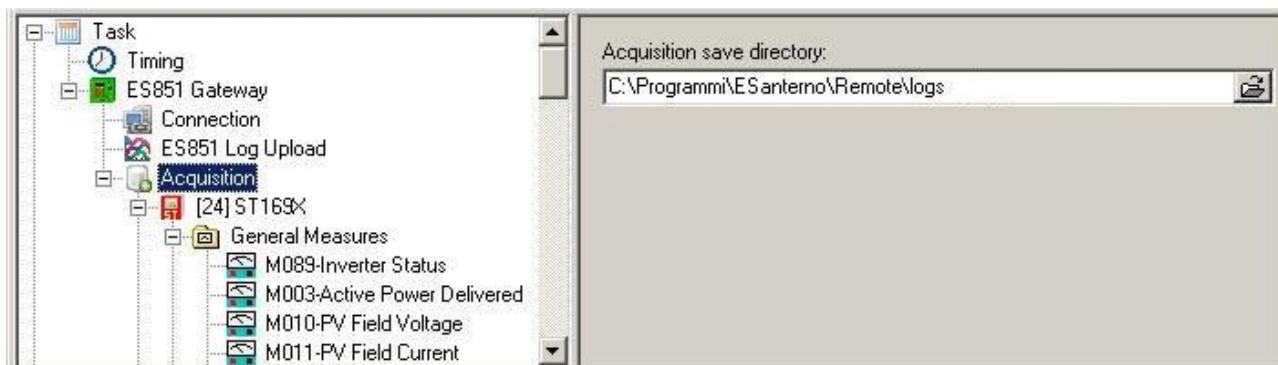 Task
Timing
ES851 Gateway
Connection
ES851 Log Upload
Acquisition
[24] ST169X
General Measures
M089-Inverter Status
M003-Active Power Delivered
M010-PV Field Voltage
M011-PV Field Current
Acquisition save directory:
C:\Programmi\ESanterno\Remote\logs